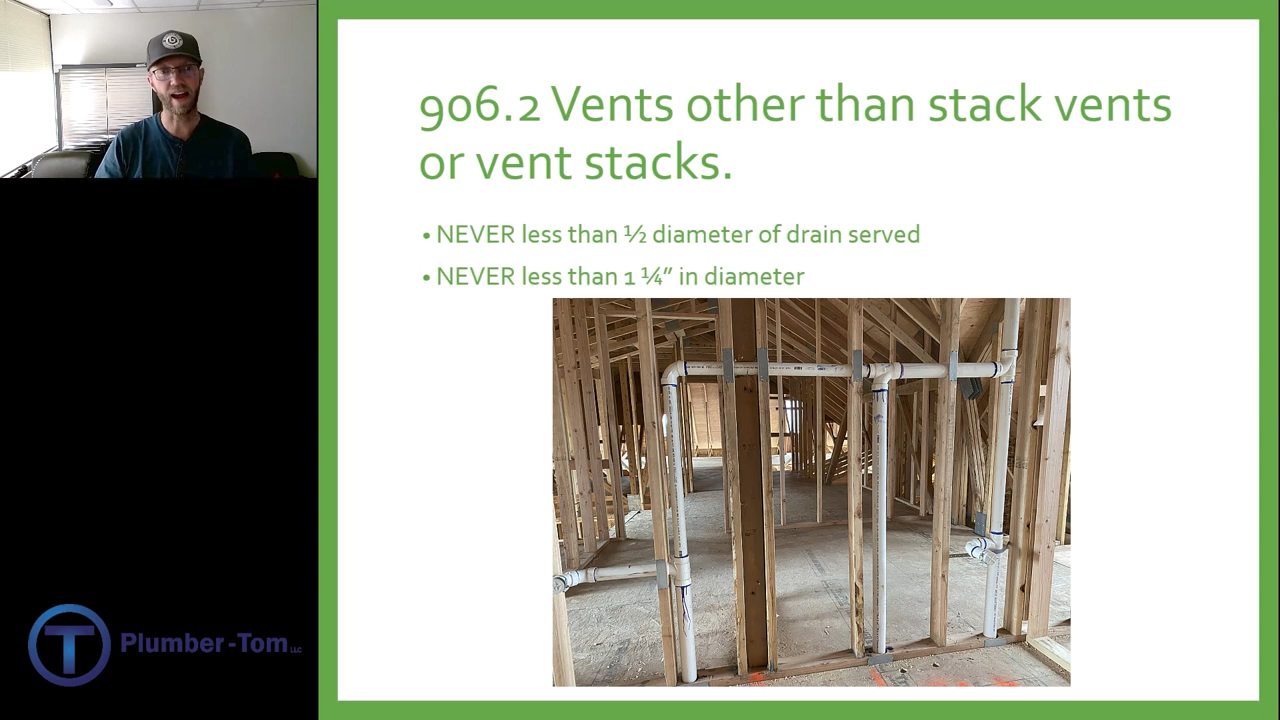 906.2 Vents other than stack vents
or vent stacks.
• NEVER less than ½ diameter of drain served
• NEVER less than 1 ¼” in diameter
T Plumber-Tom LLC